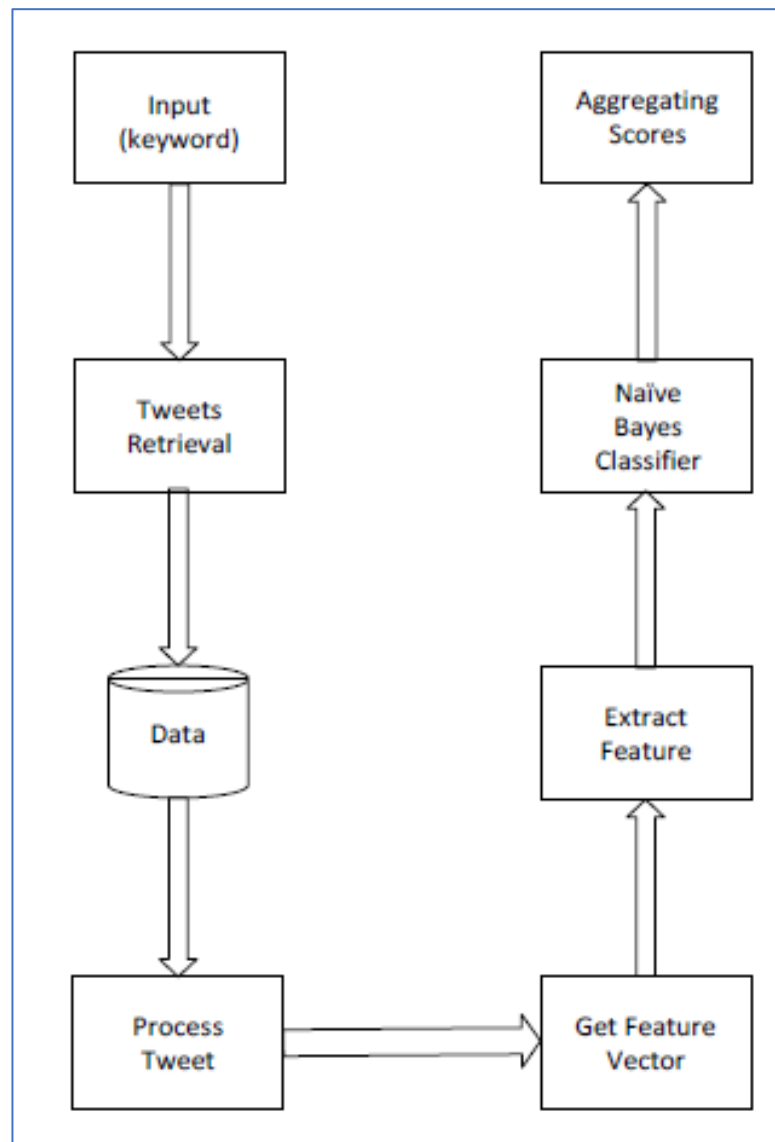 Input
(keyword)
Tweets
Retrieval
Data
Process
Tweet
Get Feature
Vector
Extract
Feature
Naïve
Bayes
Classifier
Aggregating
Scores